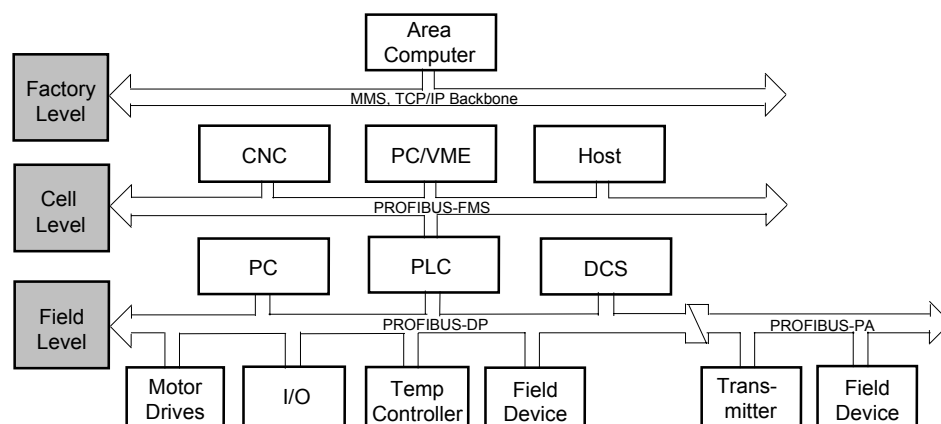 Area
Computer
Factory
Level
MMS, TCP/IP Backbone
CNC
PC/VME
Host
Cell
Level
PROFIBUS-FMS
PC
PLC
DCS
Field
Level
PROFIBUS-DP
PROFIBUS-PA
Motor
Drives
I/O
Temp
Controller
Field
Device
Trans-
mitter
Field
Device